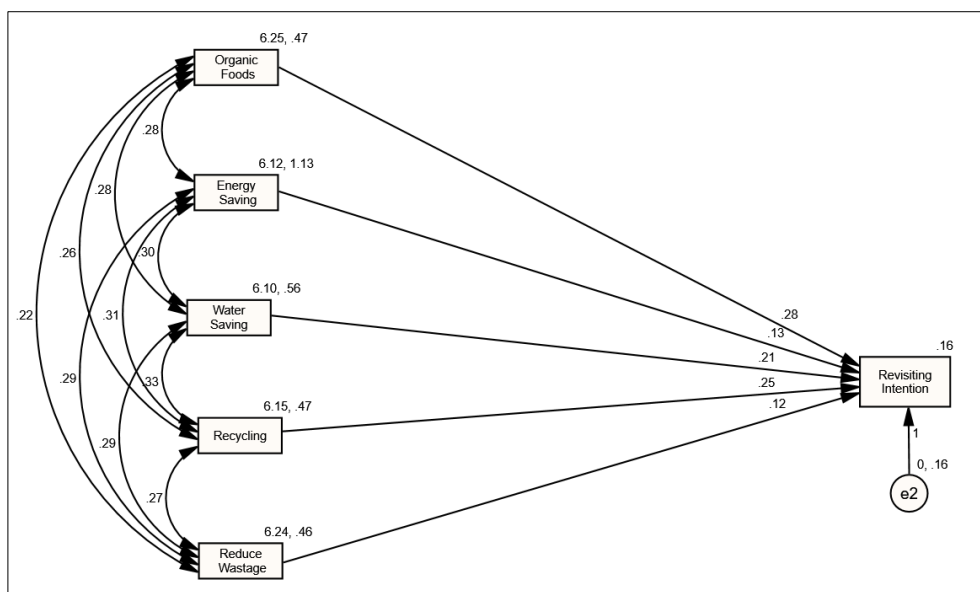 6.25, .47
Organic
Foods
.28
6.12, 1.13
Energy
Saving
.28
.30
.26
6.10, .56
.31
Water
Saving
.22
.28
.13
.21
.16
.29
.33
.25
Revisiting
Intention
6.15, .47
.12
Recycling
1
.29
0, .16
.27
e2
6.24, .46
Reduce
Wastage